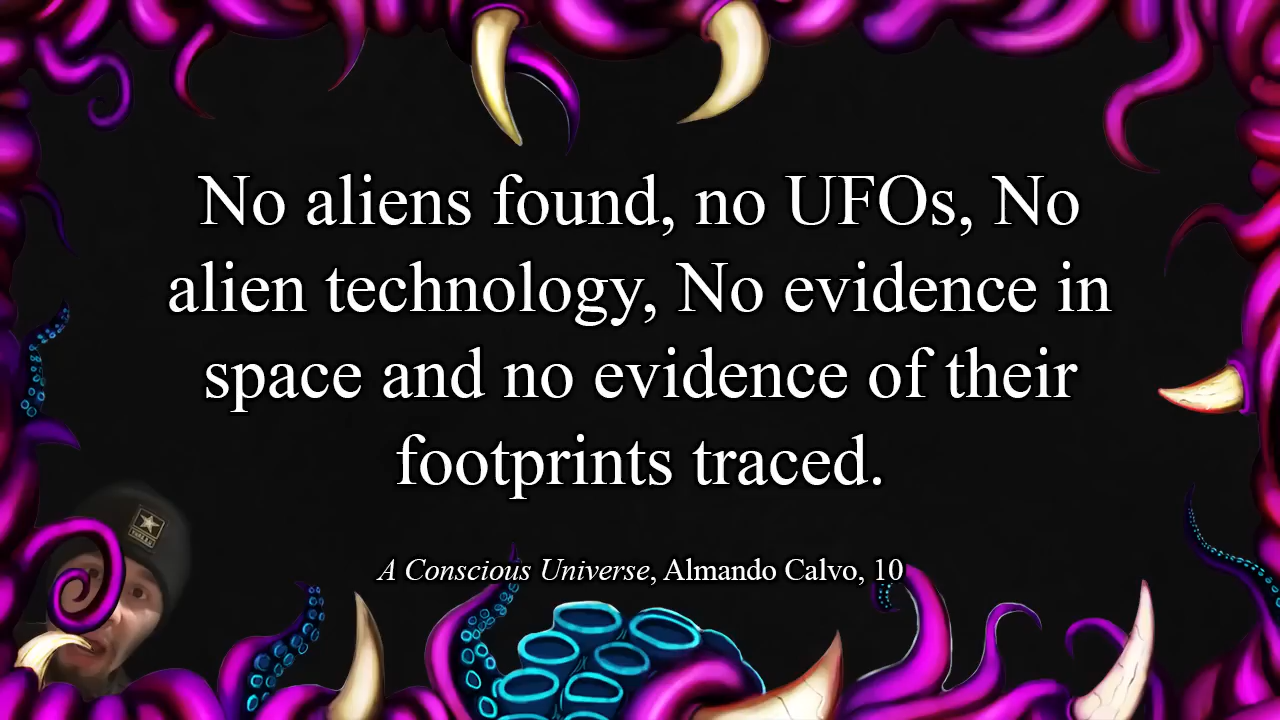 No aliens found, no UFOs, No
alien technology, No evidence in
space and no evidence of their
footprints traced.
A Conscious Universe, Almando Calvo, 10